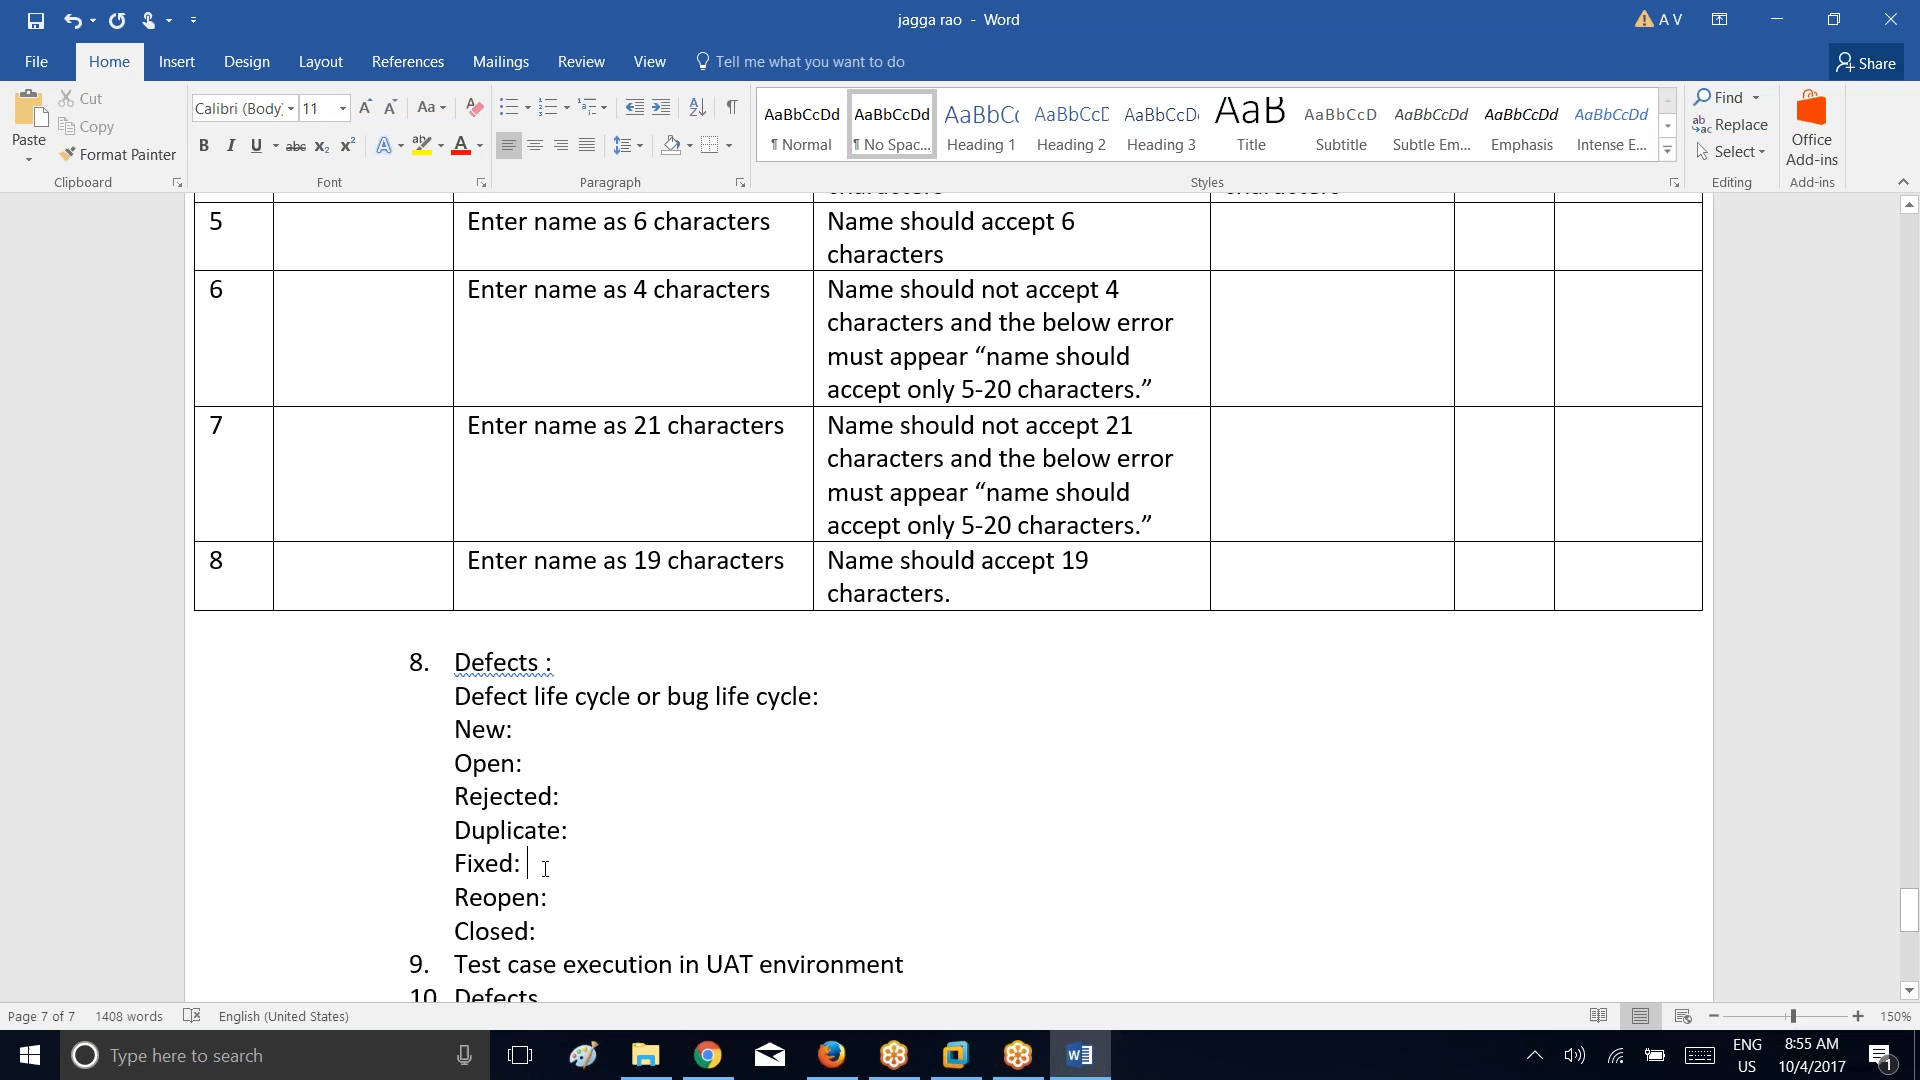 jagga rao - Word
A V
File Home Insert Design Layout References Mailings Review View Tell me what you want to do
Share
Paste
Cut
Copy
Format Painter
Clipboard
Calibri (Body) 11
Font
Paragraph
AaBbCcDd AaBbCcDd AaBbCc AaBbCcE AaBbCcD AaB AaBbCcD AaBbCcDd AaBbCcDd AaBbCcDd
¶ Normal ¶ No Spac... Heading 1 Heading 2 Heading 3 Title Subtitle Subtle Em... Emphasis Intense E...
Styles
Find
Replace
Select
Editing
Office
Add-ins
Add-ins
5 Enter name as 6 characters Name should accept 6
characters
6 Enter name as 4 characters Name should not accept 4
characters and the below error
must appear “name should
accept only 5-20 characters.”
7 Enter name as 21 characters Name should not accept 21
characters and the below error
must appear “name should
accept only 5-20 characters.”
8 Enter name as 19 characters Name should accept 19
characters.
8. Defects :
Defect life cycle or bug life cycle:
New:
Open:
Rejected:
Duplicate:
Fixed:
Reopen:
Closed:
9. Test case execution in UAT environment
10 Defects
Page 7 of 7 1408 words English (United States) 150%
Type here to search
ENG
US
8:55 AM
10/4/2017
1